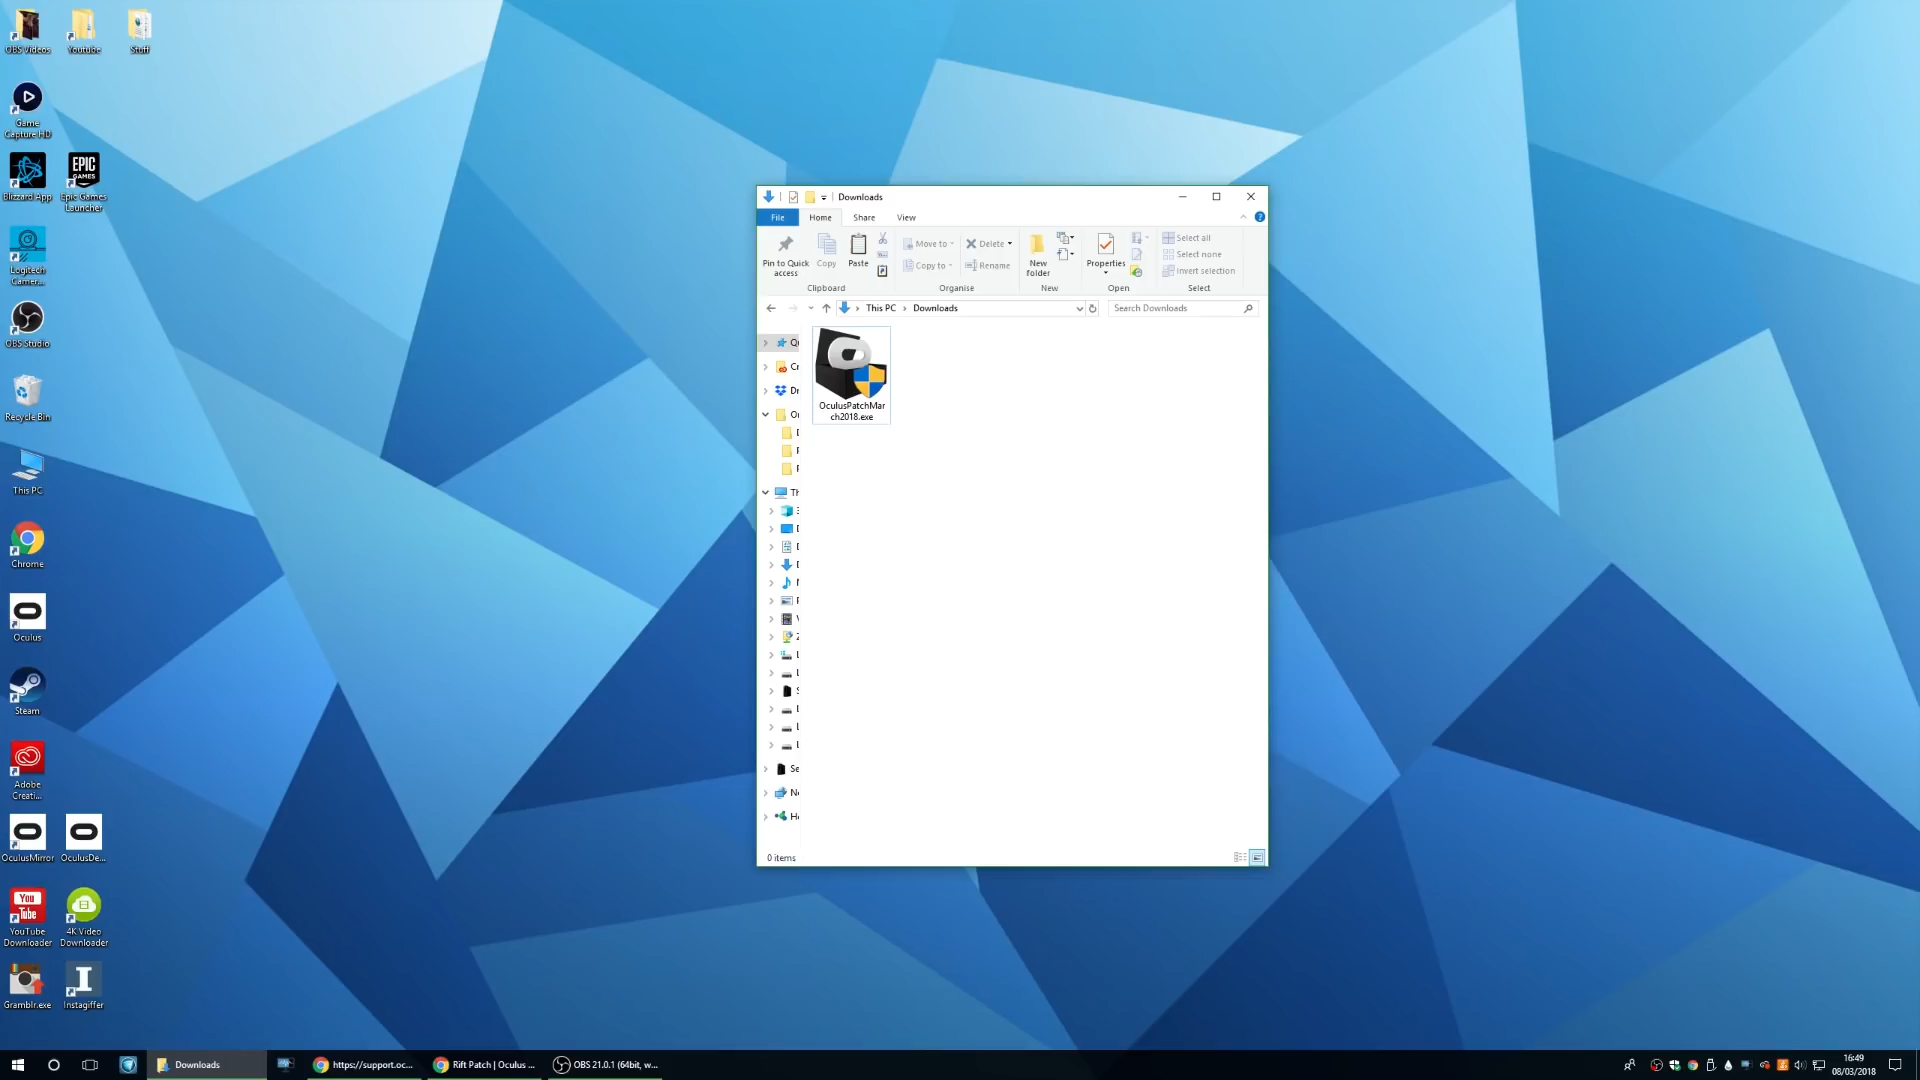 OBS Videos
Youtube
Stuff
Game
Capture HD
Blizzard App
EPIC
GAMES
Epic Games
Launcher
Logitech
Gamer...
OBS Studio
Recycle Bin
This PC
Chrome
Oculus
Steam
Adobe
Creati...
OculusMirror
OculusDe...
You
Tube
YouTube
Downloader
4K Video
Downloader
Gramblr.exe
I
Instagiffer
Downloads
File
Home
Share
View
Pin to Quick
access
Copy
Paste
Move to
Copy to
Delete
Rename
New
folder
Properties
Select all
Select none
Invert selection
Clipboard
Organise
New
Open
Select
This PC
Downloads
Search Downloads
OculusPatchMar
ch2018.exe
0 items
Downloads
https://support.oc...
Rift Patch | Oculus ...
OBS 21.0.1 (64bit, w...
16:49
08/03/2018